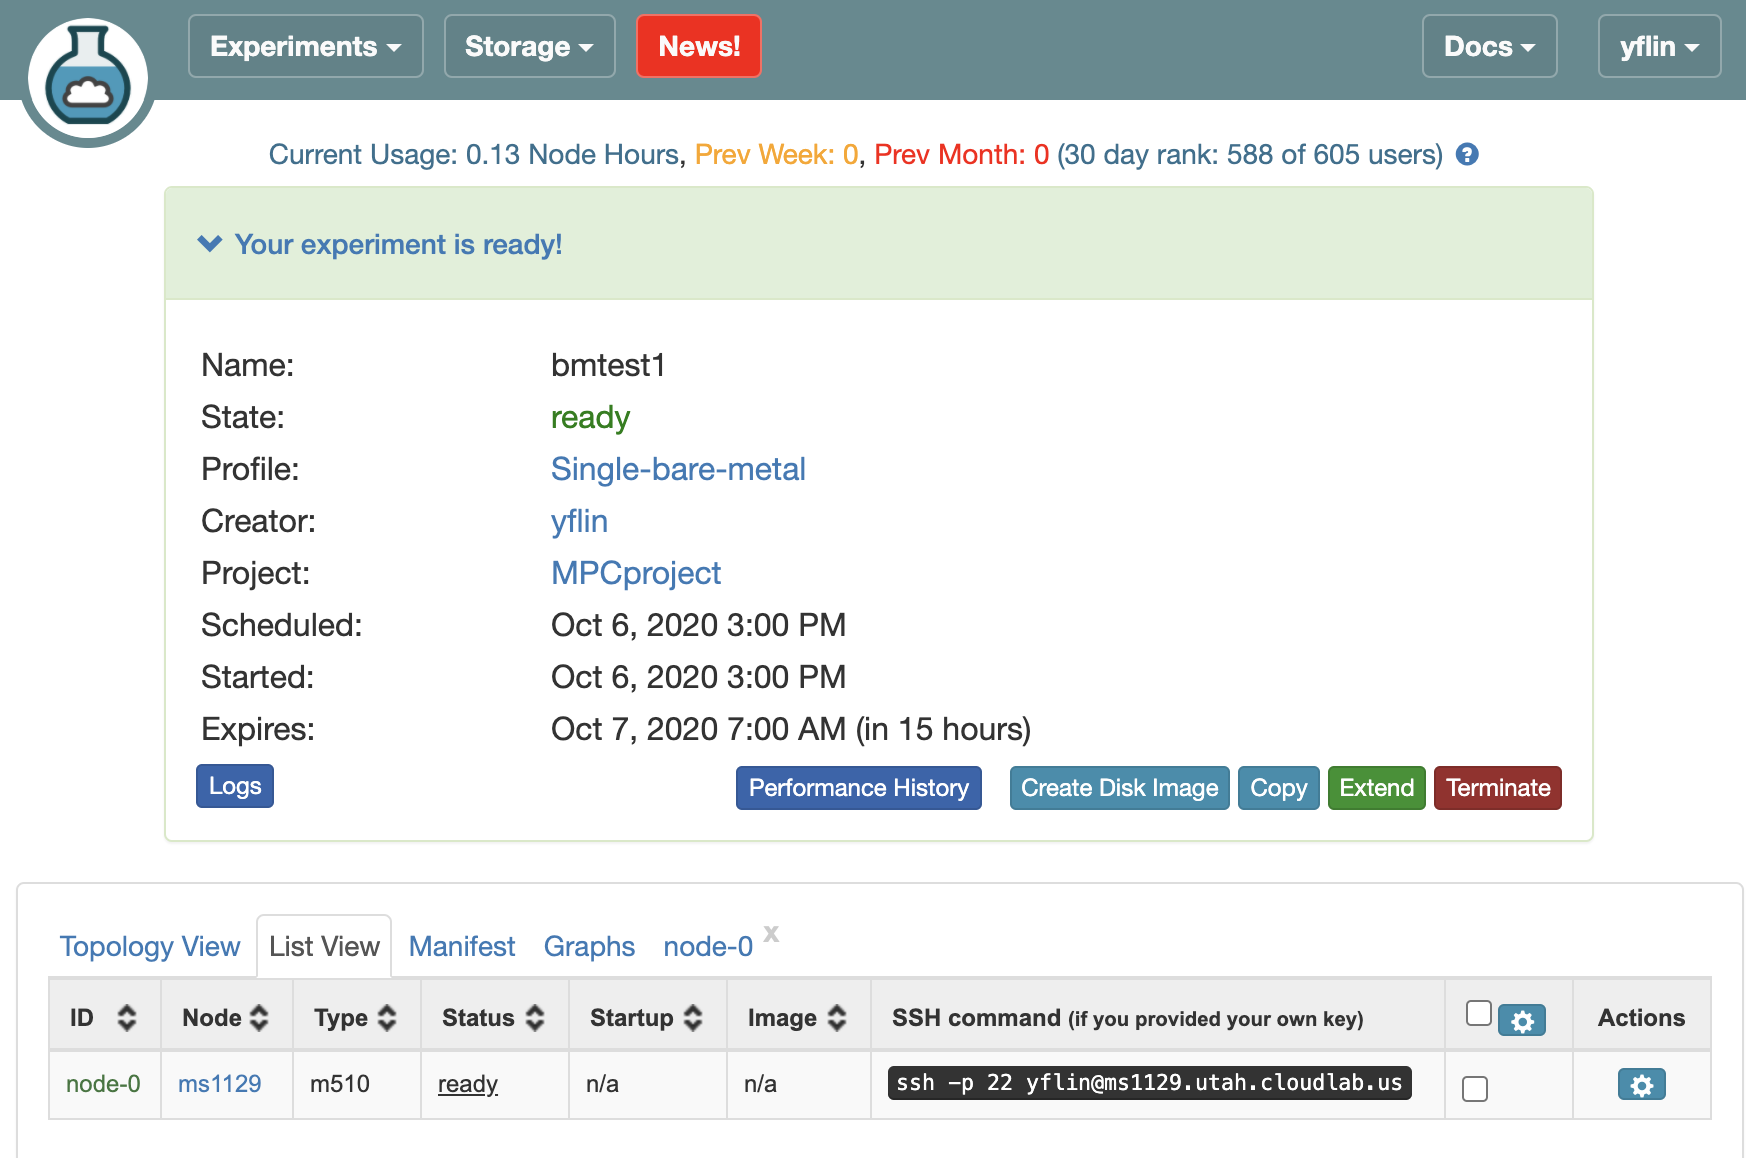 Experiments Storage News! Docs yflin
Current Usage: 0.13 Node Hours, Prev Week: 0, Prev Month: 0 (30 day rank: 588 of 605 users) ?
Your experiment is ready!
Name: bmtest1
State: ready
Profile: Single-bare-metal
Creator: yflin
Project: MPCproject
Scheduled: Oct 6, 2020 3:00 PM
Started: Oct 6, 2020 3:00 PM
Expires: Oct 7, 2020 7:00 AM (in 15 hours)
Logs Performance History Create Disk Image Copy Extend Terminate
Topology View List View Manifest Graphs node-0 x
ID Node Type Status Startup Image SSH command (if you provided your own key) Actions
node-0 ms1129 m510 ready n/a n/a ssh -p 22 yflin@ms1129.utah.cloudlab.us